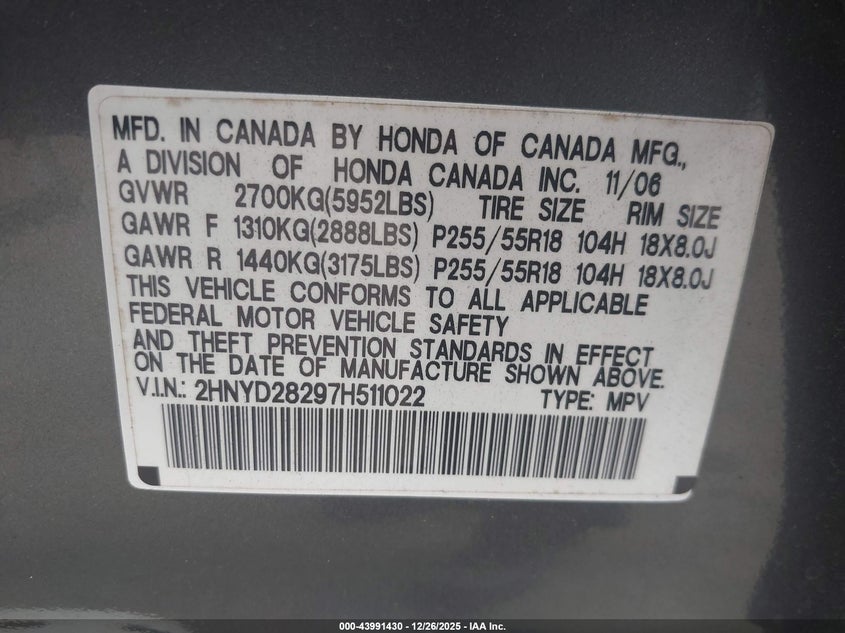 MFD. IN CANADA BY HONDA OF CANADA MFG.,
A DIVISION OF HONDA CANADA INC. 11/06
GVWR 2700KG(5952LBS) TIRE SIZE RIM SIZE
GAWR F 1310KG(2888LBS) P255/55R18 104H 18X8.0J
GAWR R 1440KG(3175LBS) P255/55R18 104H 18X8.0J
THIS VEHICLE CONFORMS TO ALL APPLICABLE
FEDERAL MOTOR VEHICLE SAFETY
AND THEFT PREVENTION STANDARDS IN EFFECT
ON THE DATE OF MANUFACTURE SHOWN ABOVE.
V.I.N.: 2HNYD28297H511022 TYPE: MPV
000-43991430 - 12/26/2025 - IAA Inc.